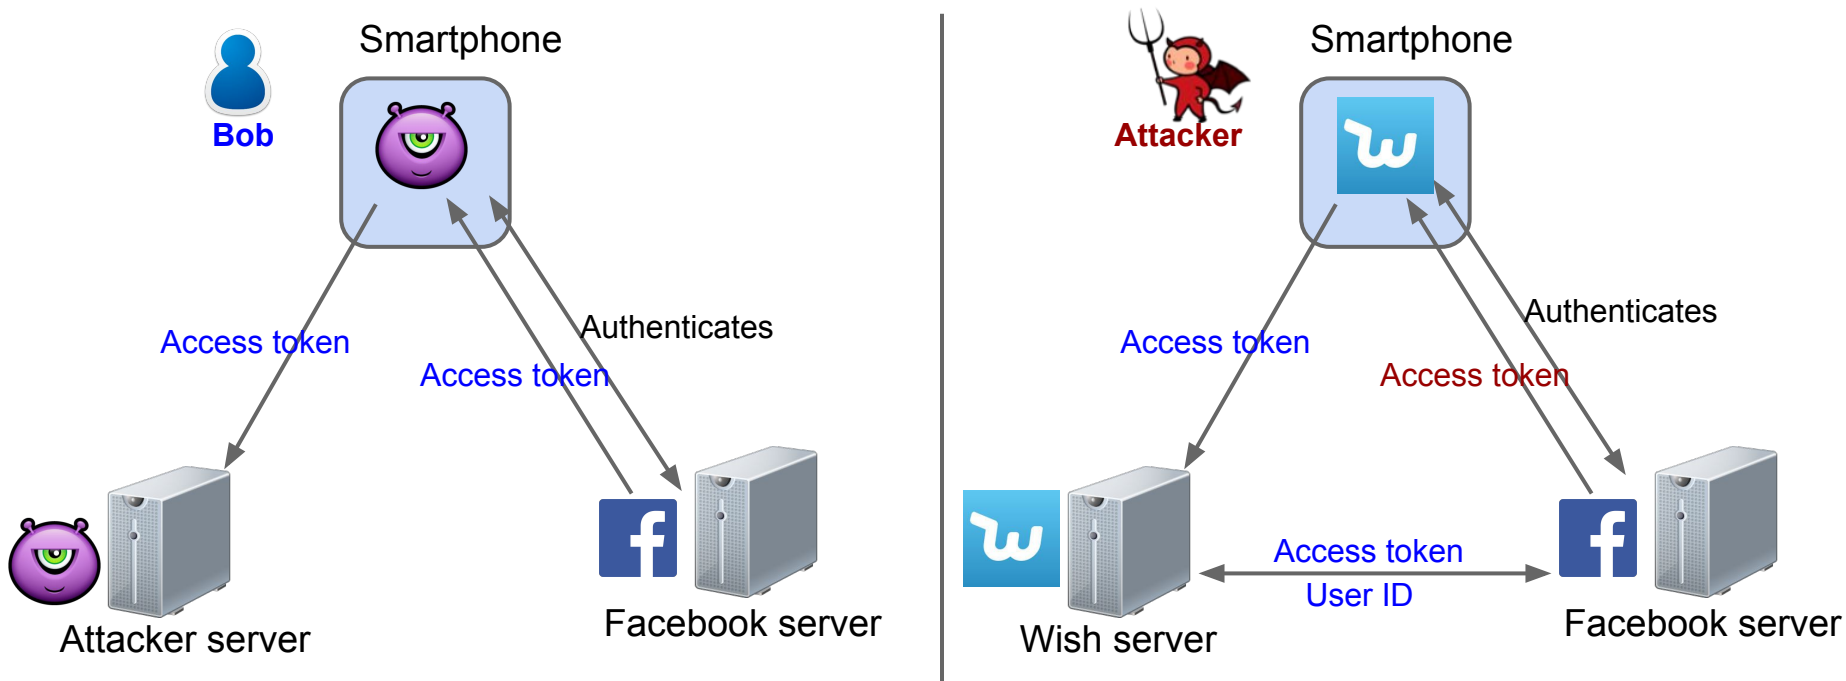 Smartphone
Bob
Access token
Authenticates
Access token
Attacker server
Facebook server
Smartphone
Attacker
Authenticates
Access token
Access token
Access token
User ID
Wish server
Facebook server